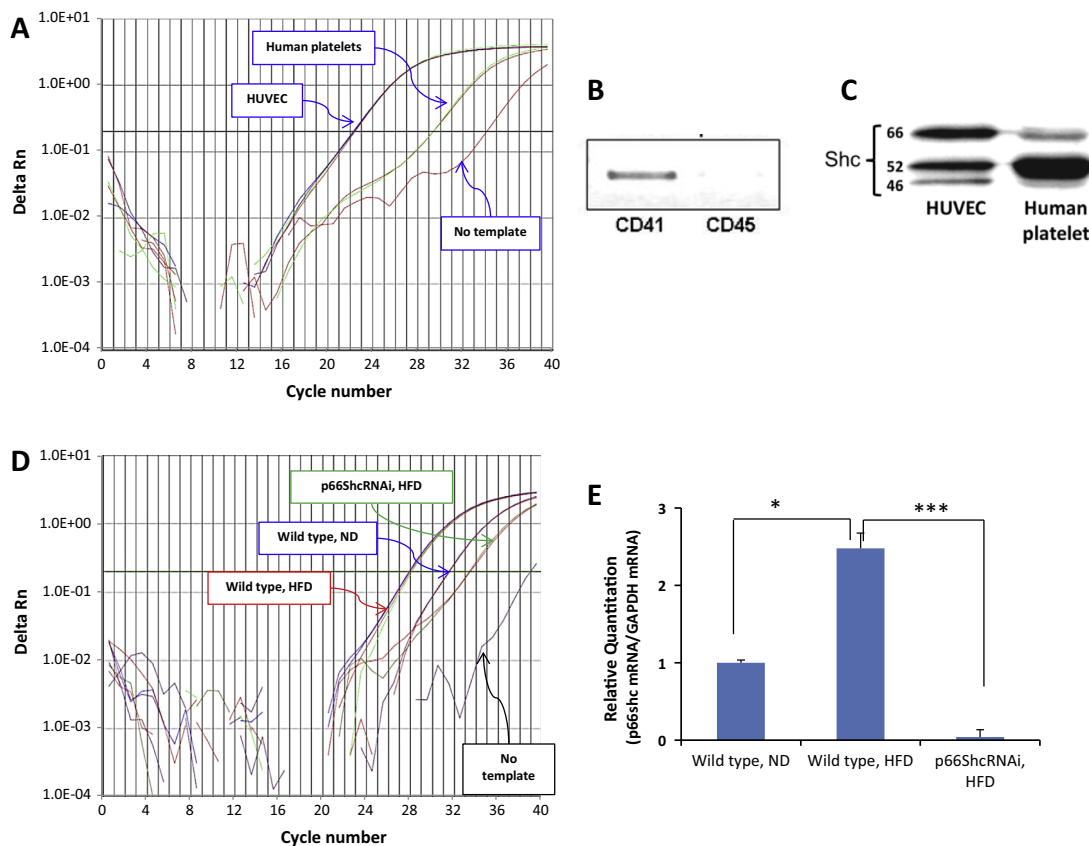 A
1.0E+01
1.0E+00
1.0E-01
1.0E-02
1.0E-03
1.0E-04
Delta Rn
Human platelets
HUVEC
No template
0 4 8 12 16 20 24 28 32 36 40
Cycle number
B
CD41 CD45
C
Shc
66
52
46
HUVEC
Human
platelet
D
1.0E+01
1.0E+00
1.0E-01
1.0E-02
1.0E-03
1.0E-04
Delta Rn
p66ShcRNAi, HFD
Wild type, ND
Wild type, HFD
No
template
0 4 8 12 16 20 24 28 32 36 40
Cycle number
E
Relative Quantitation
(p66shc mRNA/GAPDH mRNA)
3
2
1
0
*
***
Wild type, ND
Wild type, HFD
p66ShcRNAi,
HFD